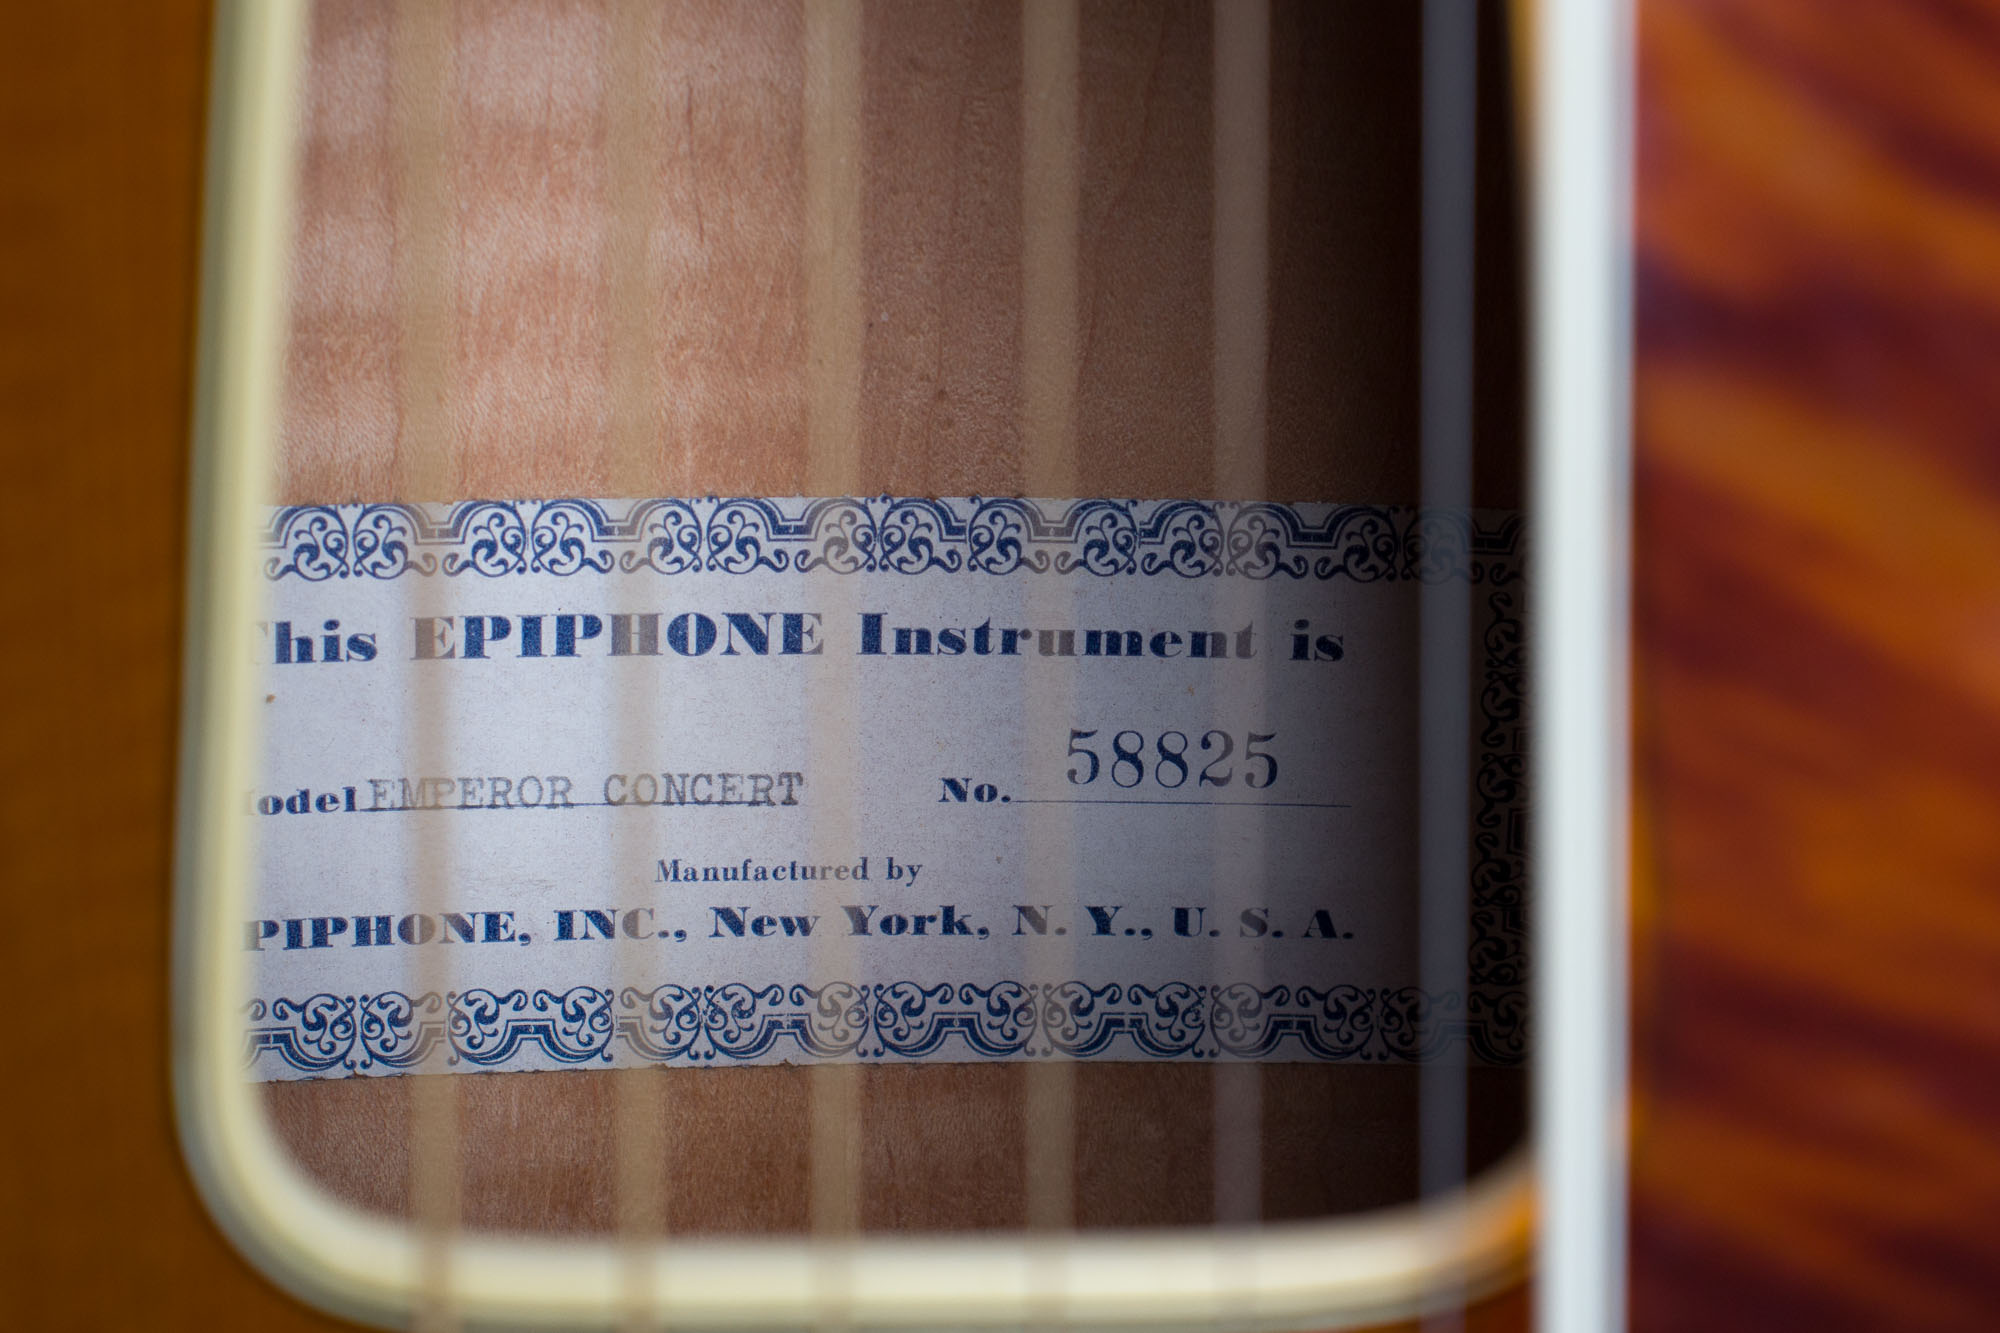 This EPIPHONE Instrument is
Model EMPEROR CONCERT No. 58825
Manufactured by
EPIPHONE, INC., New York, N. Y., U. S. A.